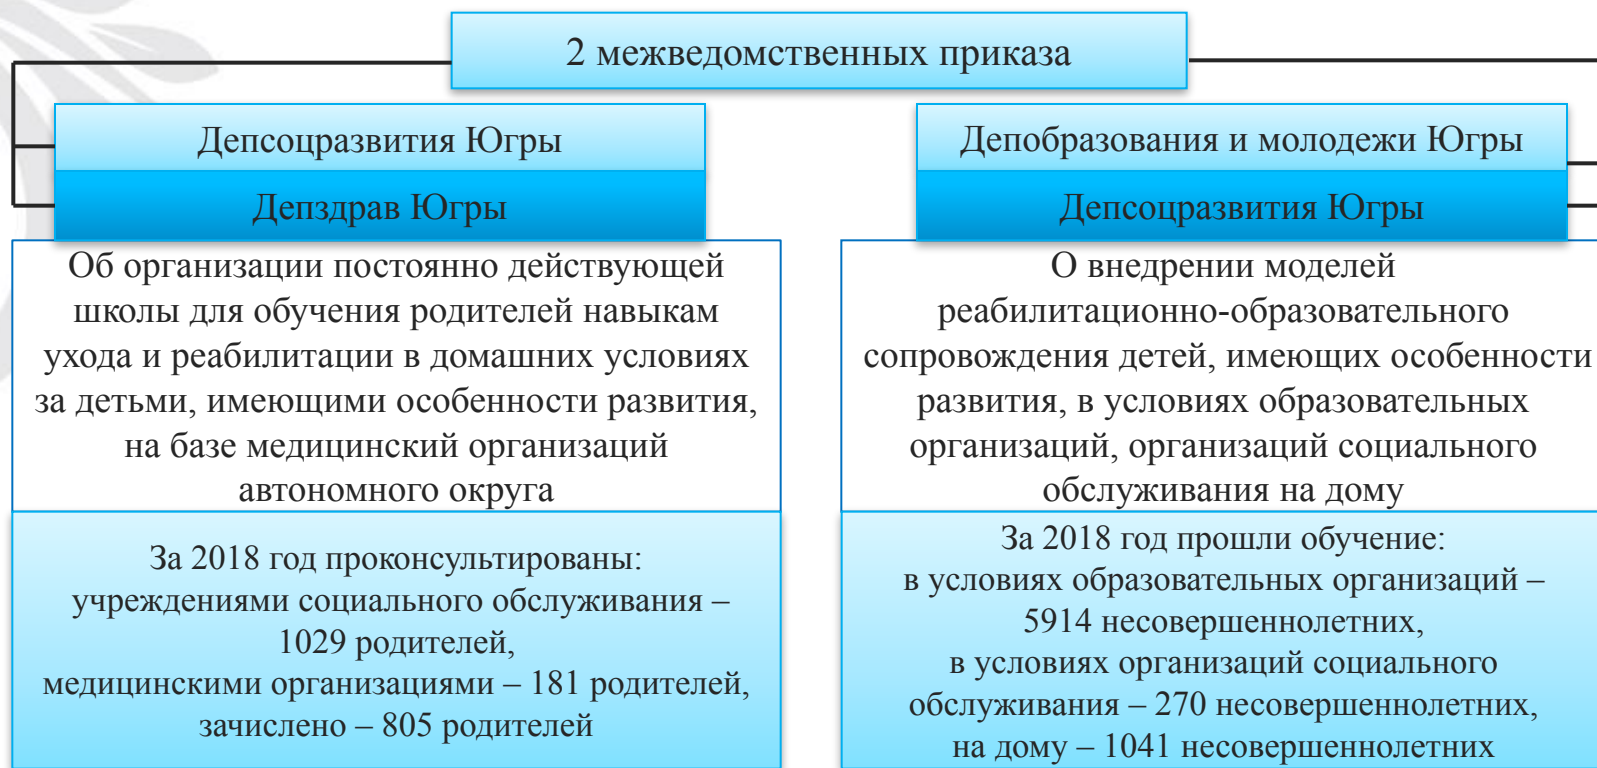 2 межведомственных приказа
Депсоцразвития Югры
Депздрав Югры
Об организации постоянно действующей
школы для обучения родителей навыкам
ухода и реабилитации в домашних условиях
за детьми, имеющими особенности развития,
на базе медицинский организаций
автономного округа
За 2018 год проконсультированы:
учреждениями социального обслуживания –
1029 родителей,
медицинскими организациями – 181 родителей,
зачислено – 805 родителей
Депобразования и молодежи Югры
Депсоцразвития Югры
О внедрении моделей
реабилитационно-образовательного
сопровождения детей, имеющих особенности
развития, в условиях образовательных
организаций, организаций социального
обслуживания на дому
За 2018 год прошли обучение:
в условиях образовательных организаций –
5914 несовершеннолетних,
в условиях организаций социального
обслуживания – 270 несовершеннолетних,
на дому – 1041 несовершеннолетних